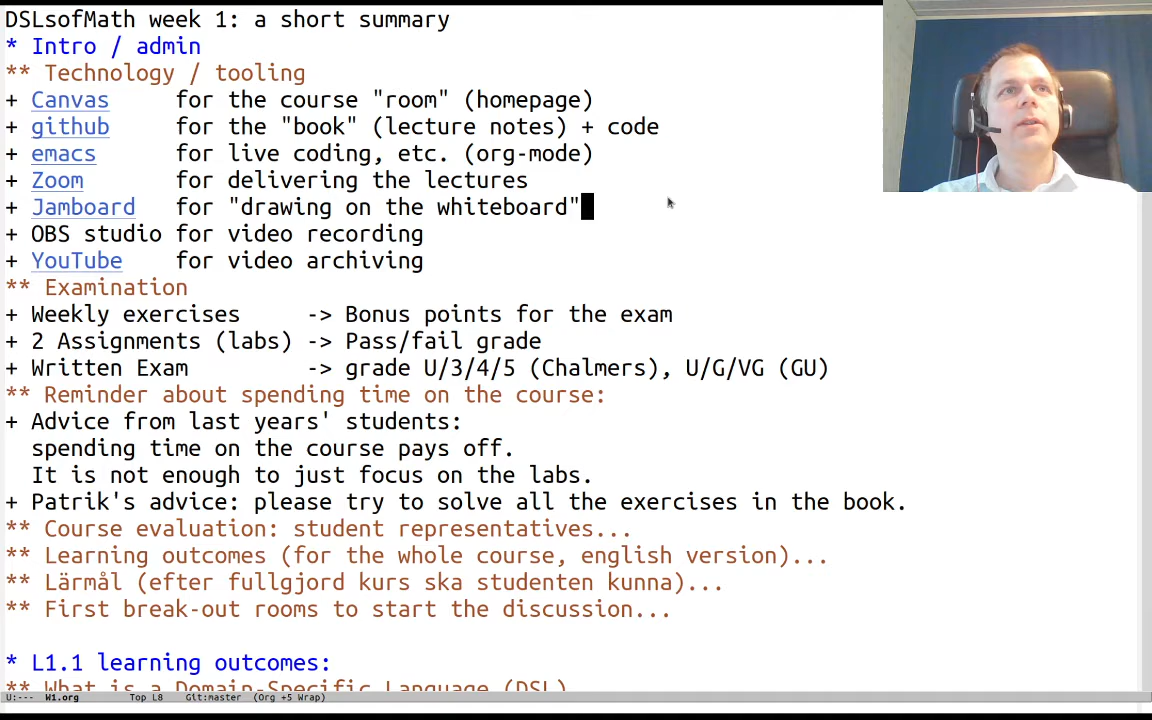 DSLsofMath week 1: a short summary
* Intro / admin
** Technology / tooling
+ Canvas for the course "room" (homepage)
+ github for the "book" (lecture notes) + code
+ emacs for live coding, etc. (org-mode)
+ Zoom for delivering the lectures
+ Jamboard for "drawing on the whiteboard"
+ OBS studio for video recording
+ YouTube for video archiving
** Examination
+ Weekly exercises -> Bonus points for the exam
+ 2 Assignments (labs) -> Pass/fail grade
+ Written Exam -> grade U/3/4/5 (Chalmers), U/G/VG (GU)
** Reminder about spending time on the course:
+ Advice from last years' students:
spending time on the course pays off.
It is not enough to just focus on the labs.
+ Patrik's advice: please try to solve all the exercises in the book.
** Course evaluation: student representatives...
** Learning outcomes (for the whole course, english version)...
** Lärmål (efter fullgjord kurs ska studenten kunna)...
** First break-out rooms to start the discussion...
* L1.1 learning outcomes:
** What is a Domain-Specific Language (DSL)
U:--- W1.org Top L8 Git:master (Org +5 Wrap)